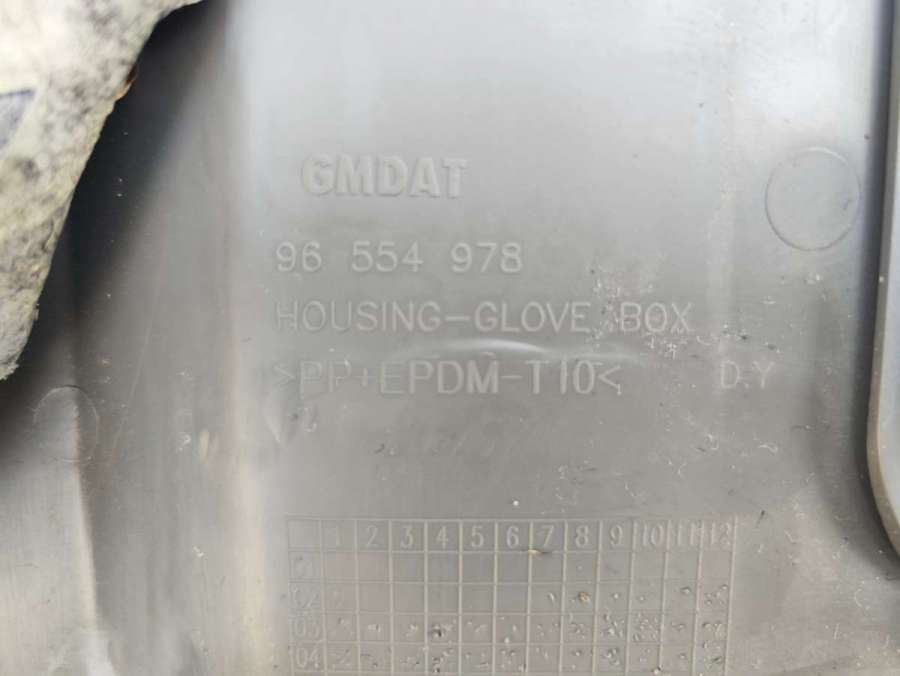 GMDAT
96 554 978
HOUSING-GLOVE BOX
>PP+EPDM-T10< D.Y
1 2 3 4 5 6 7 8 9 10 11 12
01
02
03
04